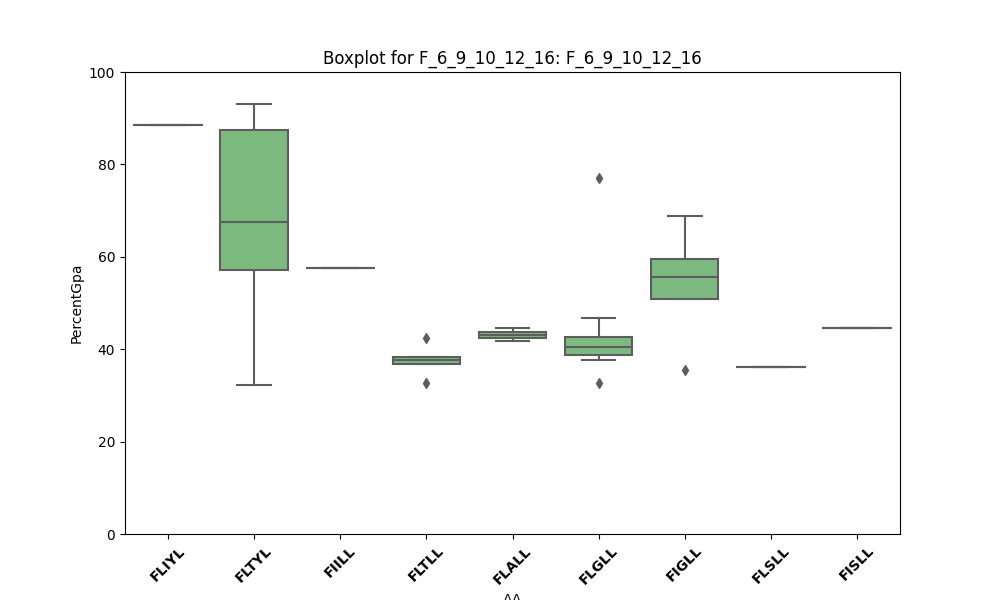 Boxplot for F_6_9_10_12_16: F_6_9_10_12_16
100
80
60
40
20
0
PercentGpa
FLIYL
FLTYL
FIILL
FLTLL
FLALL
FLGLL
FIGLL
FLSLL
FISLL